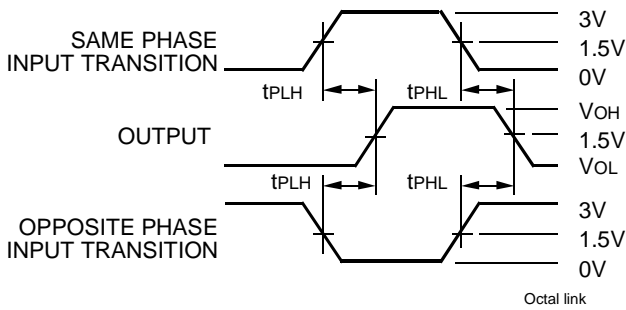 SAME PHASE
INPUT TRANSITION
3V
1.5V
0V
tPLH
tPHL
OUTPUT
VOH
1.5V
VOL
tPLH
tPHL
OPPOSITE PHASE
INPUT TRANSITION
3V
1.5V
0V
Octal link